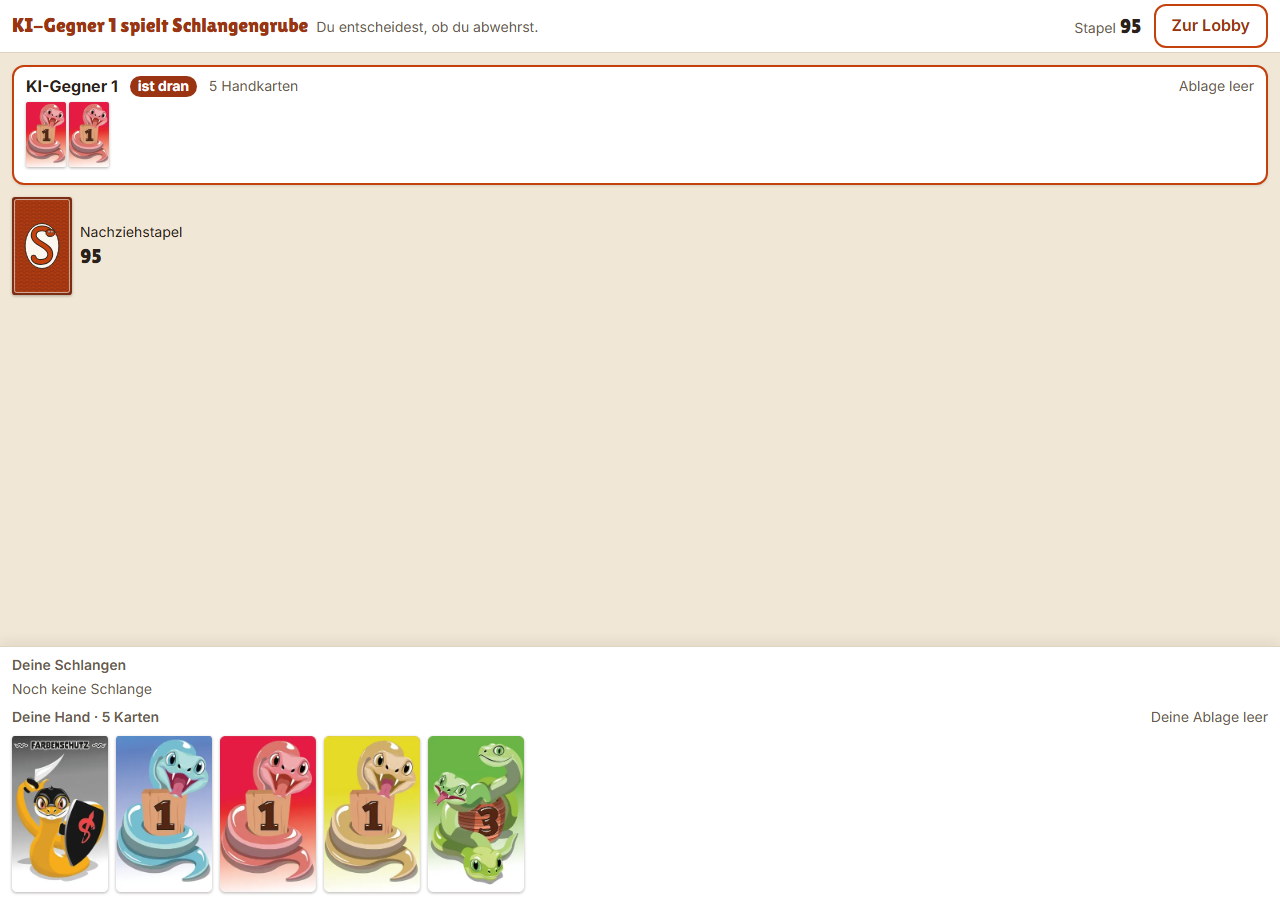 KI-Gegner 1 spielt Schlangengrube Du entscheidest, ob du abwehrst.
Stapel 95 Zur Lobby
KI-Gegner 1 ist dran 5 Handkarten Ablage leer
1 1
S
Nachziehstapel
95
Deine Schlangen
Noch keine Schlange
Deine Hand · 5 Karten Deine Ablage leer
FARBENSCHUTZ
1 1 1 3